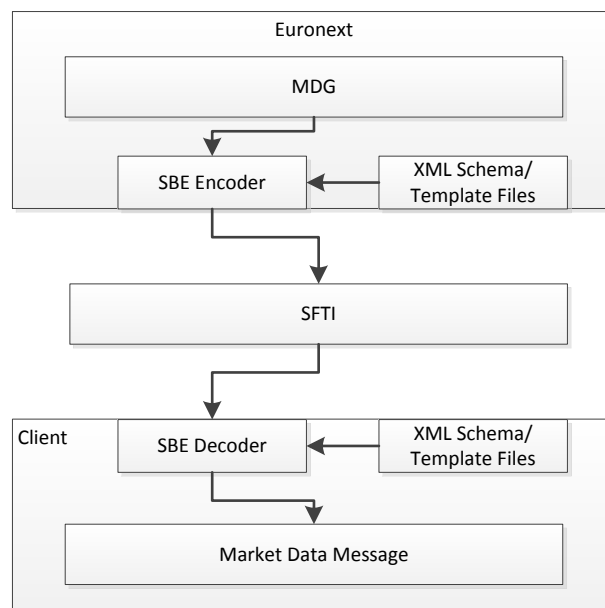 Euronext
MDG
SBE Encoder
XML Schema/
Template Files
SFTI
Client
SBE Decoder
XML Schema/
Template Files
Market Data Message